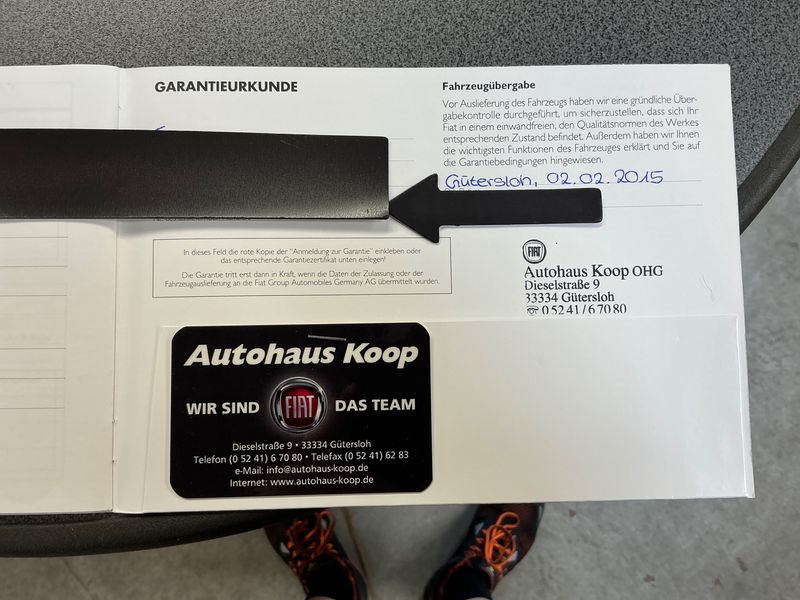 GARANTIEURKUNDE
In dieses Feld die rote Kopie der "Anmeldung zur Garantie" einkleben oder
das entsprechende Garantiezertifikat unten einlegen!
Die Garantie tritt erst dann in Kraft, wenn die Daten der Zulassung oder der
Fahrzeugauslieferung an die Fiat Group Automobiles Germany AG übermittelt wurden.
Fahrzeugübergabe
Vor Auslieferung des Fahrzeugs haben wir eine gründliche Über-
gabekontrolle durchgeführt, um sicherzustellen, dass sich Ihr
Fiat in einem einwandfreien, den Qualitätsnormen des Werkes
entsprechenden Zustand befindet. Außerdem haben wir Ihnen
die wichtigsten Funktionen des Fahrzeuges erklärt und Sie auf
die Garantiebedingungen hingewiesen.
Gütersloh, 02.02.2015
FIAT
Autohaus Koop OHG
Dieselstraße 9
33334 Gütersloh
☏ 0 52 41 / 6 70 80
Autohaus Koop
WIR SIND FIAT DAS TEAM
Dieselstraße 9 • 33334 Gütersloh
Telefon (0 52 41) 6 70 80 • Telefax (0 52 41) 62 83
e-Mail: info@autohaus-koop.de
Internet: www.autohaus-koop.de